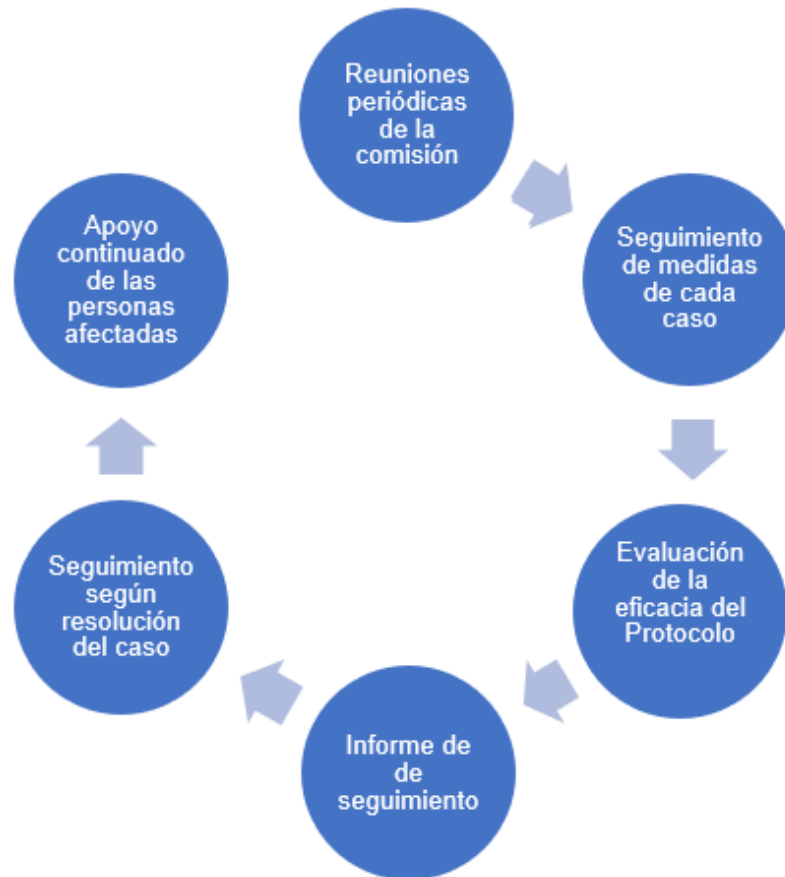 Reuniones
periódicas
de la
comisión
Seguimiento
de medidas
de cada
caso
Evaluación
de la
eficacia del
Protocolo
Informe de
de
seguimiento
Seguimiento
según
resolución
del caso
Apoyo
continuado
de las
personas
afectadas